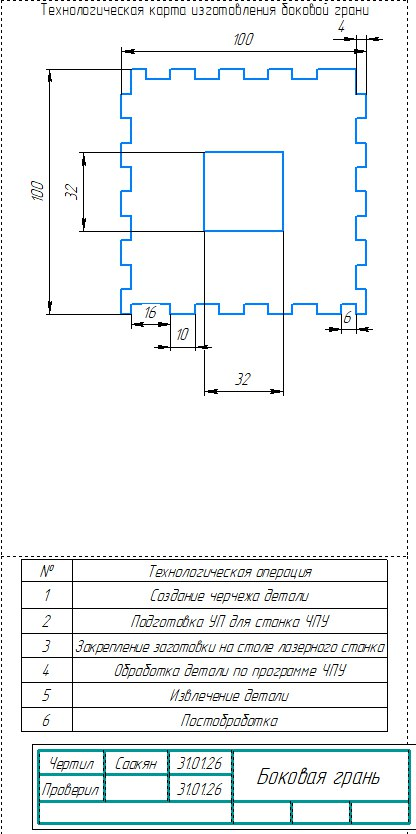 Технологическая карта изготовления боковой грани
4
100
100
32
16
10
6
32
№ Технологическая операция
1 Создание чертежа детали
2 Подготовка УП для станка ЧПУ
3 Закрепление заготовки на столе лазерного станка
4 Обработка детали по программе ЧПУ
5 Извлечение детали
6 Постобработка
Чертил Саакян 31.01.26 Боковая грань
Проверил 31.01.26